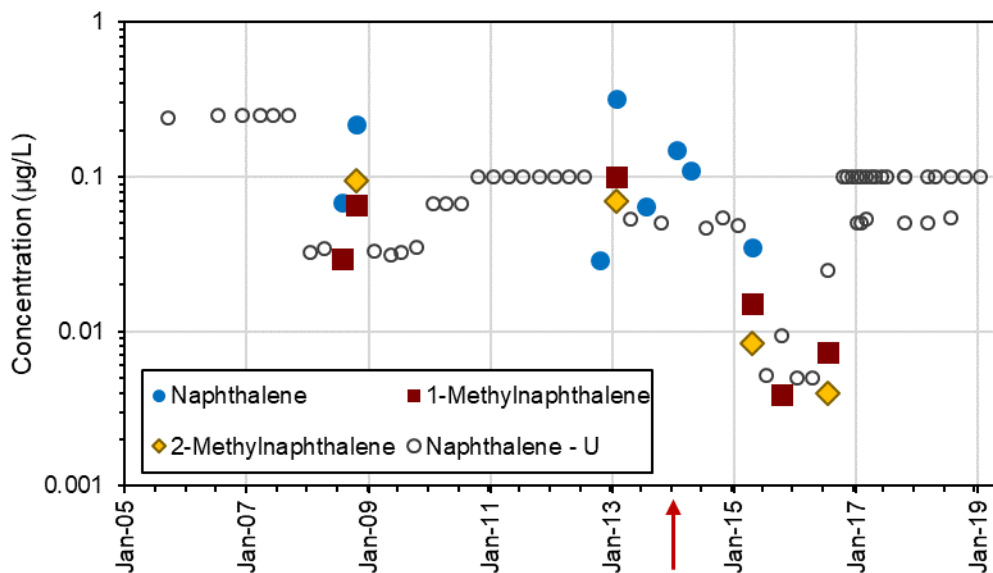 Concentration (µg/L)
1
0.1
0.01
0.001
Naphthalene
1-Methylnaphthalene
2-Methylnaphthalene
Naphthalene - U
Jan-05
Jan-07
Jan-09
Jan-11
Jan-13
Jan-15
Jan-17
Jan-19